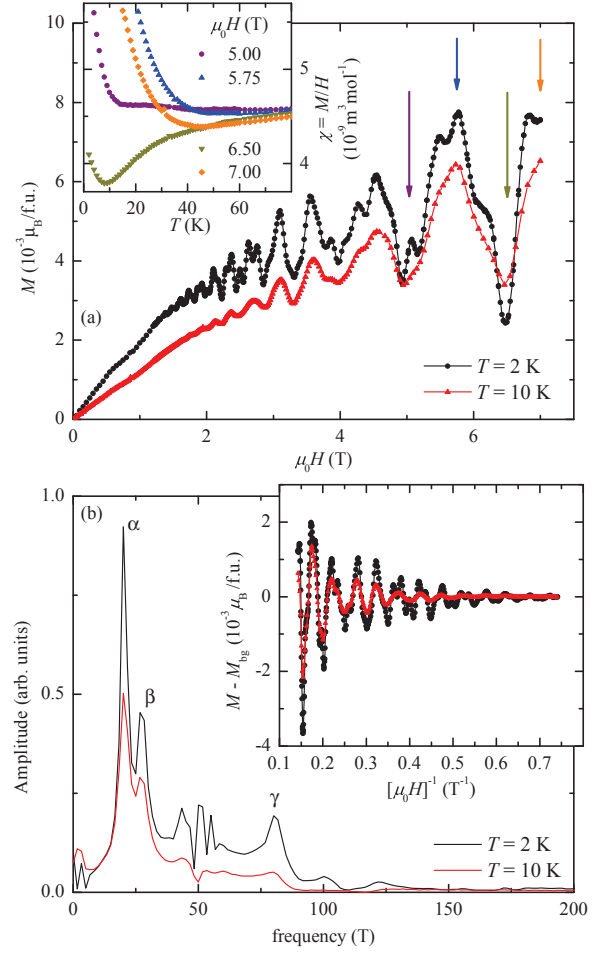 μ₀H (T)
5.00
5.75
6.50
7.00
5
4
χ = M/H
(10⁻⁹ m³ mol⁻¹)
0 20 40 60
T (K)
10
8
6
4
2
0
M (10⁻³ μB/f.u.)
(a)
T = 2 K
T = 10 K
0 2 4 6
μ₀H (T)
(b)
α
β
γ
1.0
0.5
0.0
Amplitude (arb. units)
2
0
-2
-4
M - Mbg (10⁻³ μB/f.u.)
0.1 0.2 0.3 0.4 0.5 0.6 0.7
[μ₀H]⁻¹ (T⁻¹)
T = 2 K
T = 10 K
0 50 100 150 200
frequency (T)